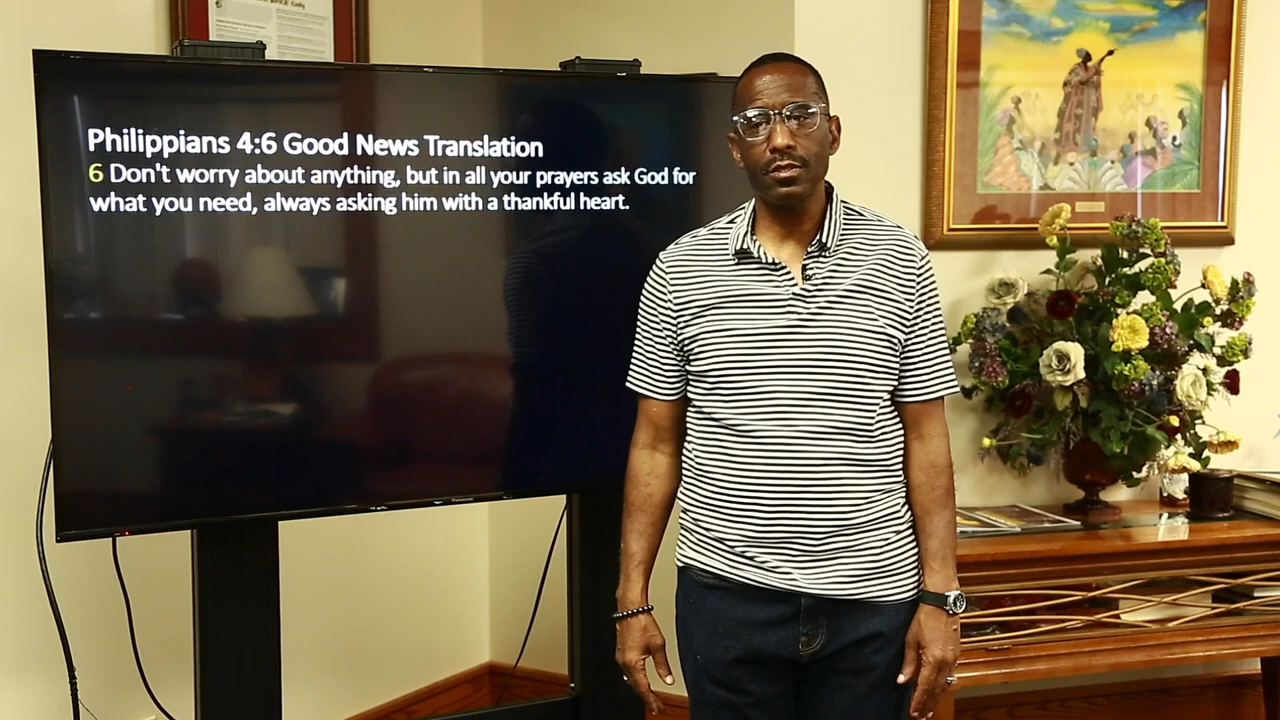 Philippians 4:6 Good News Translation
6 Don't worry about anything, but in all your prayers ask God for
what you need, always asking him with a thankful heart.
Panasonic